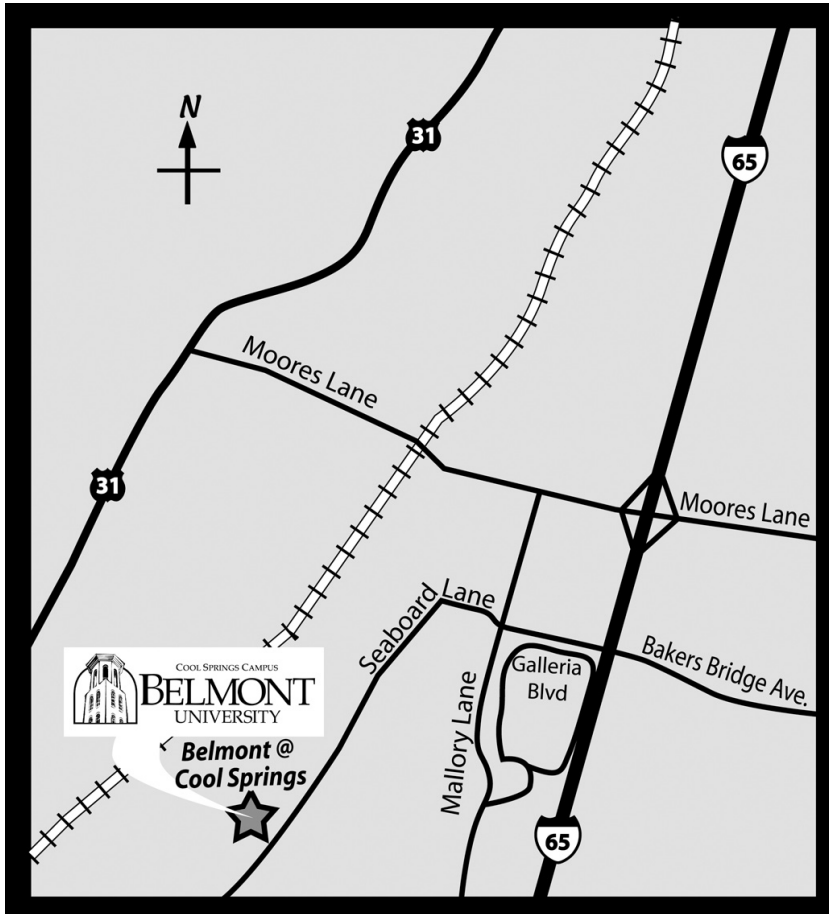 N
31
65
Moores Lane
31
Moores Lane
Seaboard Lane
Bakers Bridge Ave.
Galleria
Blvd
Mallory Lane
COOL SPRINGS CAMPUS
BELMONT
UNIVERSITY
Belmont @
Cool Springs
65